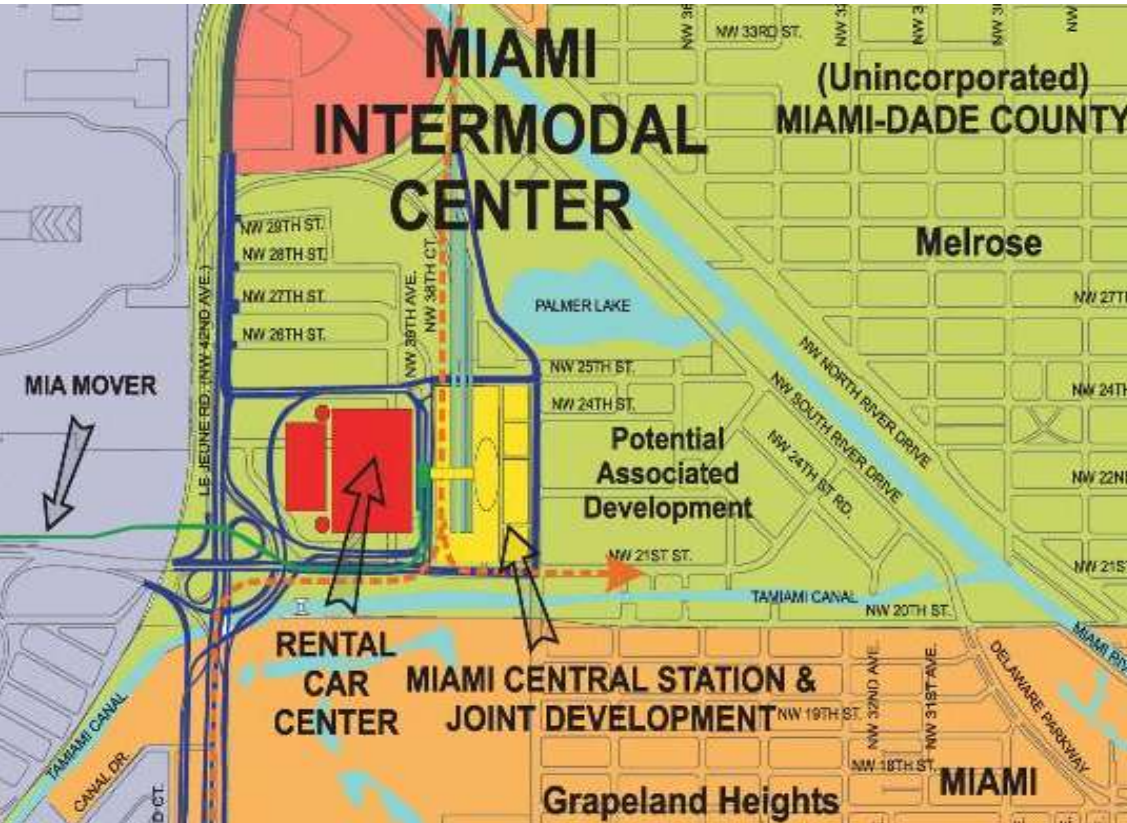 NW 33RD ST.
MIAMI
INTERMODAL
CENTER
(Unincorporated)
MIAMI-DADE COUNTY
NW 29TH ST.
NW 28TH ST.
NW 27TH ST.
NW 26TH ST.
LE JEUNE RD. (NW 42ND AVE.)
NW 39TH AVE.
NW 38TH CT.
Melrose
PALMER LAKE
NW 27T
MIA MOVER
NW 25TH ST.
NW 24TH ST.
NW NORTH RIVER DRIVE
NW SOUTH RIVER DRIVE
NW 24TH
Potential
Associated
Development
NW 24TH ST RD.
NW 22N
NW 21ST ST.
NW 21S
TAMIAMI CANAL
NW 20TH ST.
RENTAL
CAR
CENTER
MIAMI CENTRAL STATION &
JOINT DEVELOPMENT
NW 19TH ST.
NW 32ND AVE.
NW 31ST AVE.
DELAWARE PARKWAY
MIAMI RIV
TAMIAMI CANAL
CANAL DR.
D CT.
NW 18TH ST.
MIAMI
Grapeland Heights